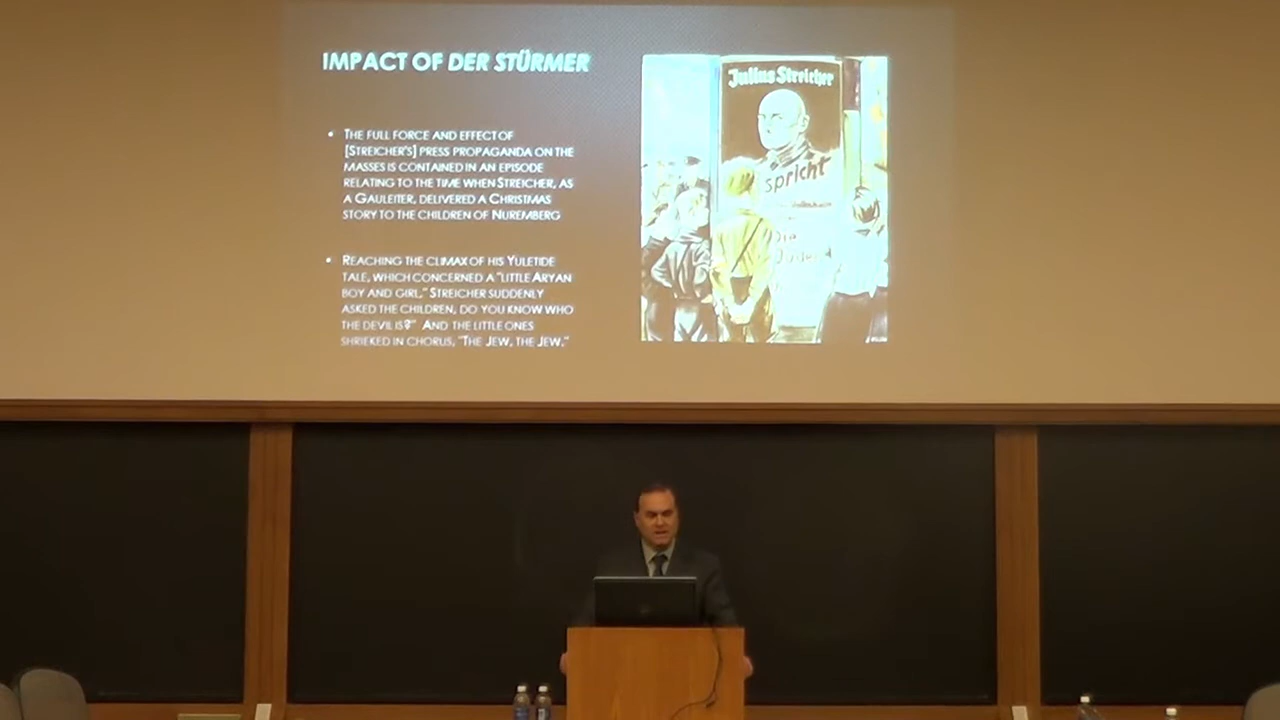 IMPACT OF DER STÜRMER
• THE FULL FORCE AND EFFECT OF
[STREICHER'S] PRESS PROPAGANDA ON THE
MASSES IS CONTAINED IN AN EPISODE
RELATING TO THE TIME WHEN STREICHER, AS
A GAULEITER, DELIVERED A CHRISTMAS
STORY TO THE CHILDREN OF NUREMBERG
• REACHING THE CLIMAX OF HIS YULETIDE
TALE, WHICH CONCERNED A "LITTLE ARYAN
BOY AND GIRL," STREICHER SUDDENLY
ASKED THE CHILDREN, DO YOU KNOW WHO
THE DEVIL IS?" AND THE LITTLE ONES
SHRIEKED IN CHORUS, "THE JEW, THE JEW."
Julius Streicher
spricht
Die
Juden